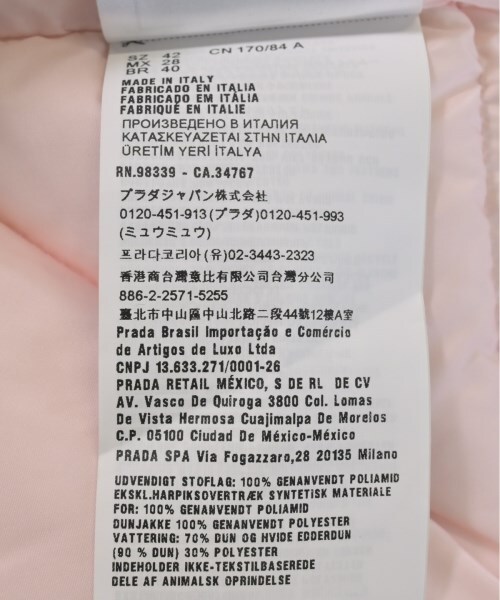 SZ 42
MX 28
BR 40
CN 170/84 A
MADE IN ITALY
FABRICADO EN ITALIA
FABRICADO EM ITÀLIA
FABRIQUÉ EN ITALIE
ПРОИЗВЕДЕНО В ИТАЛИЯ
ΚΑΤΑΣΚΕΥΑΖΕΤΑΙ ΣΤΗΝ ΙΤΑΛΙΑ
ÜRETİM YERİ İTALYA
RN.98339 - CA.34767
プラダジャパン株式会社
0120-451-913(プラダ)0120-451-993
(ミュウミュウ)
프라다코리아(유)02-3443-2323
香港商台灣意比有限公司台灣分公司
886-2-2571-5255
臺北市中山區中山北路二段44號12樓A室
Prada Brasil Importação e Comércio
de Artigos de Luxo Ltda
CNPJ 13.633.271/0001-26
PRADA RETAIL MÉXICO, S DE RL DE CV
AV. Vasco De Quiroga 3800 Col. Lomas
De Vista Hermosa Cuajimalpa De Morelos
C.P. 05100 Ciudad De México-México
PRADA SPA Via Fogazzaro,28 20135 Milano
UDVENDIGT STOFLAG: 100% GENANVENDT POLIAMID
EKSKL.HARPIKSOVERTRÆK SYNTETISK MATERIALE
FOR: 100% GENANVENDT POLIAMID
DUNJAKKE 100% GENANVENDT POLYESTER
VATTERING: 70% DUN OG HVIDE EDDERDUN
(90 % DUN) 30% POLYESTER
INDEHOLDER IKKE-TEKSTILBASEREDE
DELE AF ANIMALSK OPRINDELSE